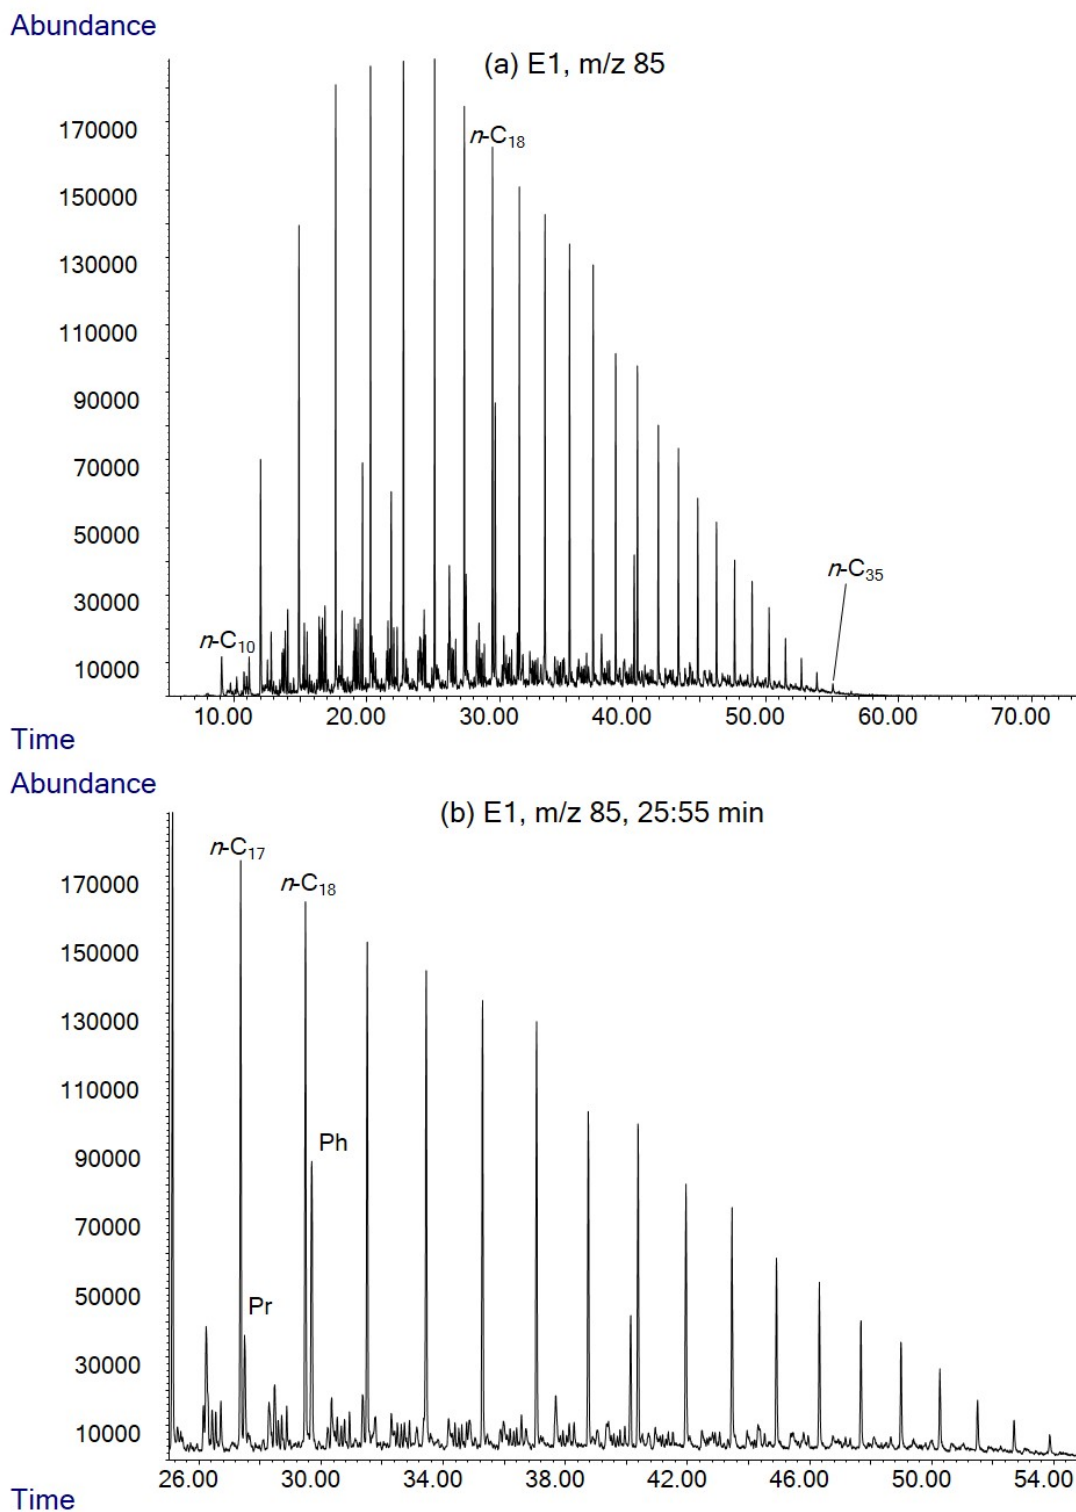 Abundance
(a) E1, m/z 85
170000
n-C18
150000
130000
110000
90000
70000
50000
n-C35
30000
n-C10
10000
10.00 20.00 30.00 40.00 50.00 60.00 70.00
Time
Abundance
(b) E1, m/z 85, 25:55 min
n-C17
170000
n-C18
150000
130000
110000
Ph
90000
70000
Pr
50000
30000
10000
26.00 30.00 34.00 38.00 42.00 46.00 50.00 54.00
Time